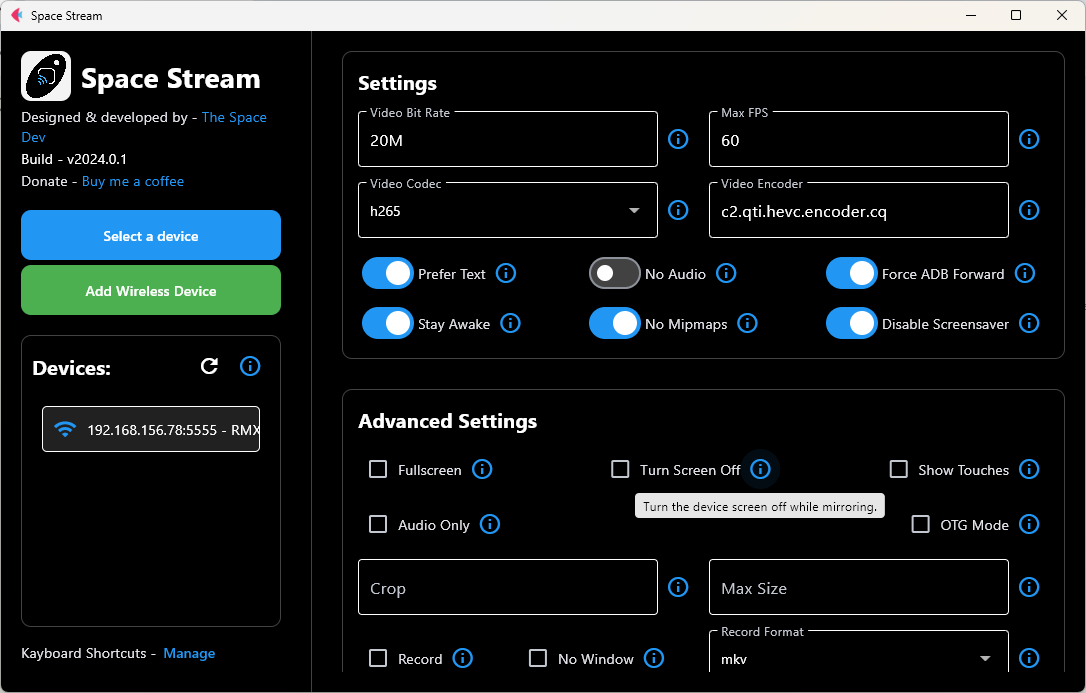 Space Stream
Space Stream
Designed & developed by - The Space
Dev
Build - v2024.0.1
Donate - Buy me a coffee
Select a device
Add Wireless Device
Devices:
192.168.156.78:5555 - RMX
Keyboard Shortcuts - Manage
Settings
Video Bit Rate
20M
Max FPS
60
Video Codec
h265
Video Encoder
c2.qti.hevc.encoder.cq
Prefer Text
No Audio
Force ADB Forward
Stay Awake
No Mipmaps
Disable Screensaver
Advanced Settings
Fullscreen
Turn Screen Off
Show Touches
Turn the device screen off while mirroring.
Audio Only
OTG Mode
Crop
Max Size
Record
No Window
Record Format
mkv